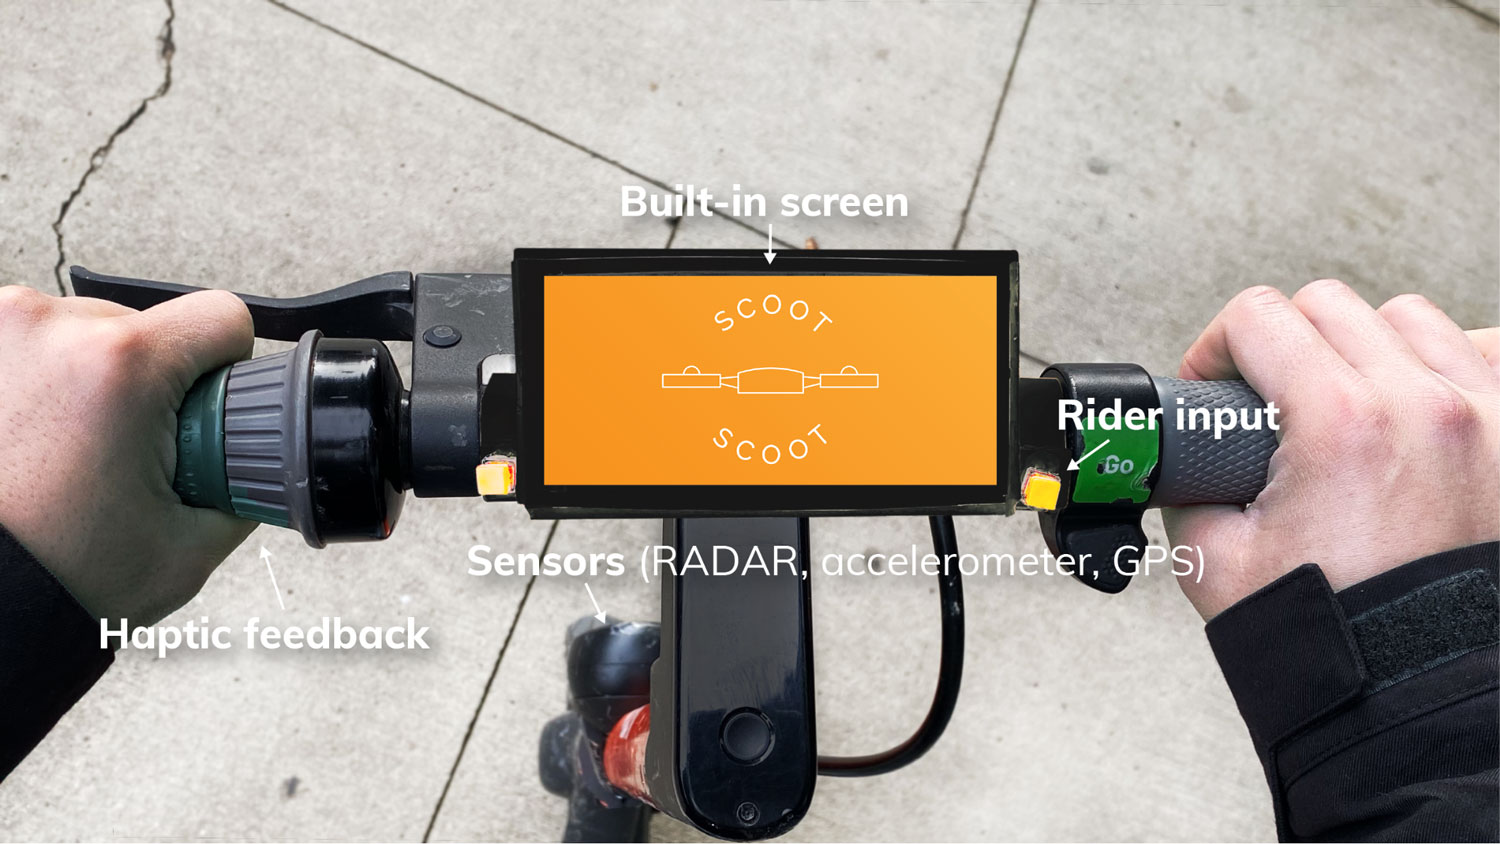 Built-in screen
SCOOT
SCOOT
Rider input
Go
Sensors (RADAR, accelerometer, GPS)
Haptic feedback